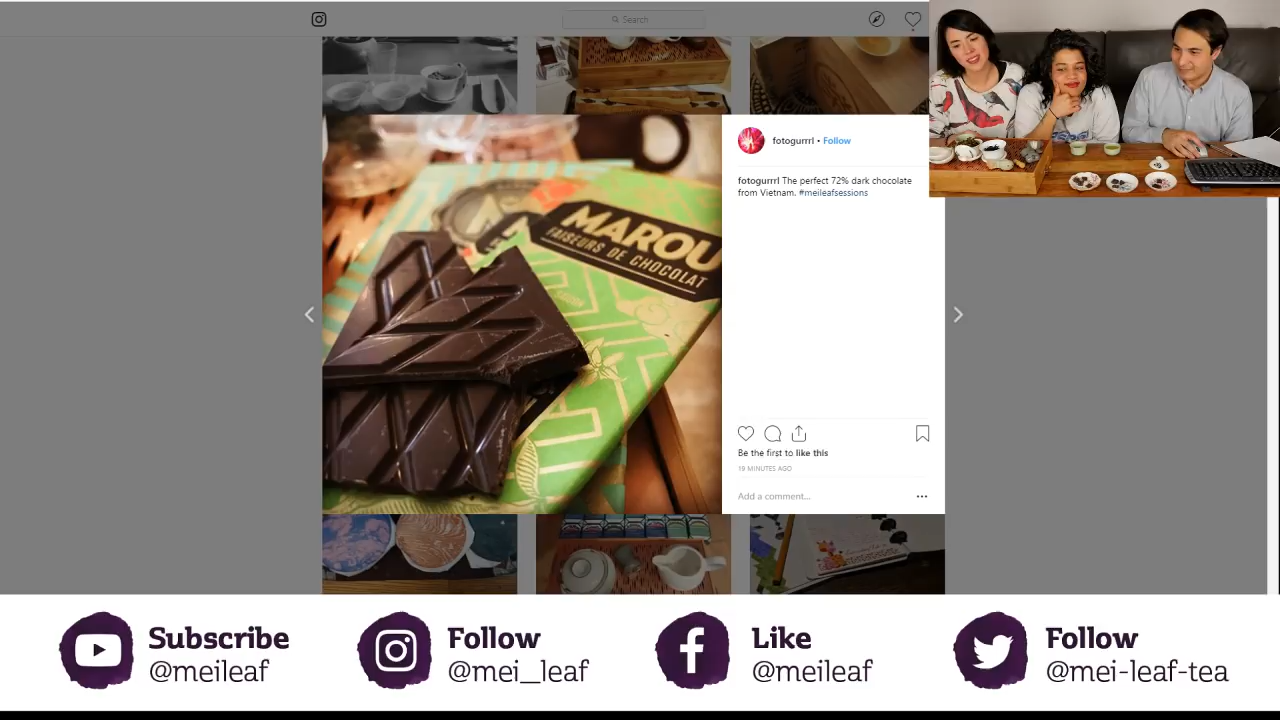 Search
MAROU
FAISEURS DE CHOCOLAT
fotogurrrl • Follow
fotogurrrl The perfect 72% dark chocolate
from Vietnam. #meileafsessions
Be the first to like this
19 MINUTES AGO
Add a comment...
Subscribe
@meileaf
Follow
@mei_leaf
Like
@meileaf
Follow
@mei-leaf-tea